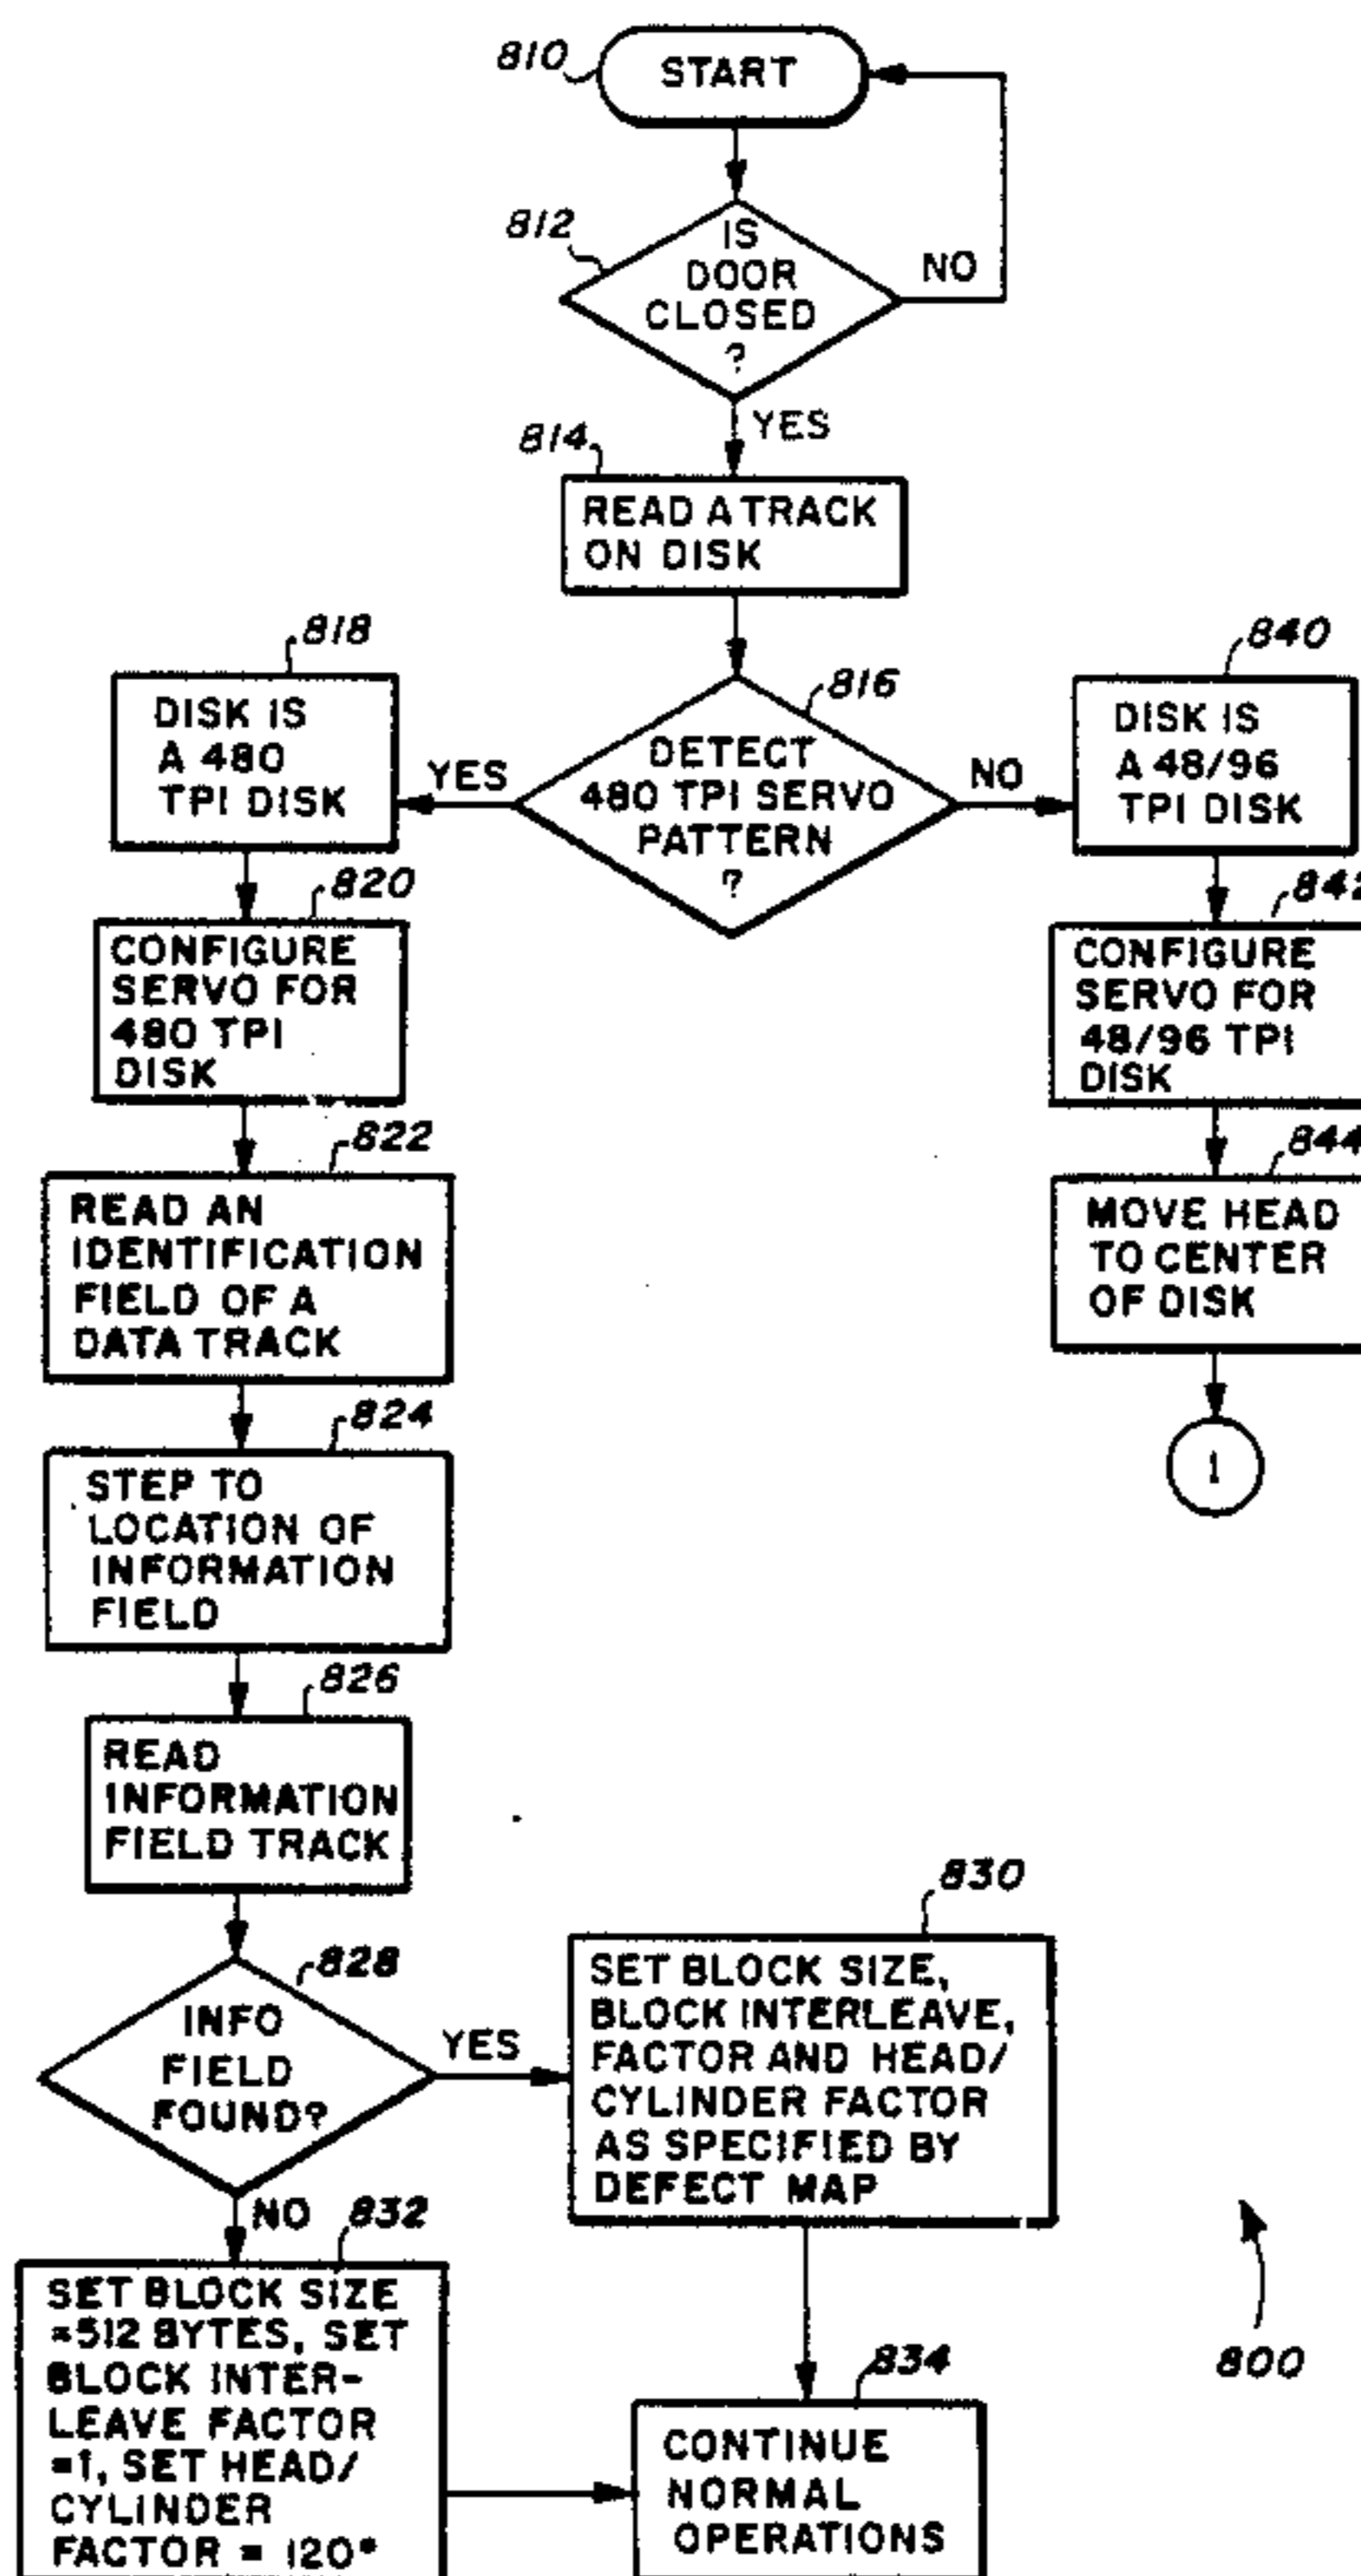 810
START
812
IS
DOOR
CLOSED
?
NO
YES
814
READ A TRACK
ON DISK
818
DISK IS
A 480
TPI DISK
YES
816
DETECT
480 TPI SERVO
PATTERN
?
NO
840
DISK IS
A 48/96
TPI DISK
820
CONFIGURE
SERVO FOR
480 TPI
DISK
842
CONFIGURE
SERVO FOR
48/96 TPI
DISK
822
READ AN
IDENTIFICATION
FIELD OF A
DATA TRACK
844
MOVE HEAD
TO CENTER
OF DISK
1
824
STEP TO
LOCATION OF
INFORMATION
FIELD
826
READ
INFORMATION
FIELD TRACK
828
INFO
FIELD
FOUND?
YES
830
SET BLOCK SIZE,
BLOCK INTERLEAVE,
FACTOR AND HEAD/
CYLINDER FACTOR
AS SPECIFIED BY
DEFECT MAP
NO
832
SET BLOCK SIZE
=512 BYTES, SET
BLOCK INTER-
LEAVE FACTOR
=1, SET HEAD/
CYLINDER
FACTOR = 120°
834
CONTINUE
NORMAL
OPERATIONS
800